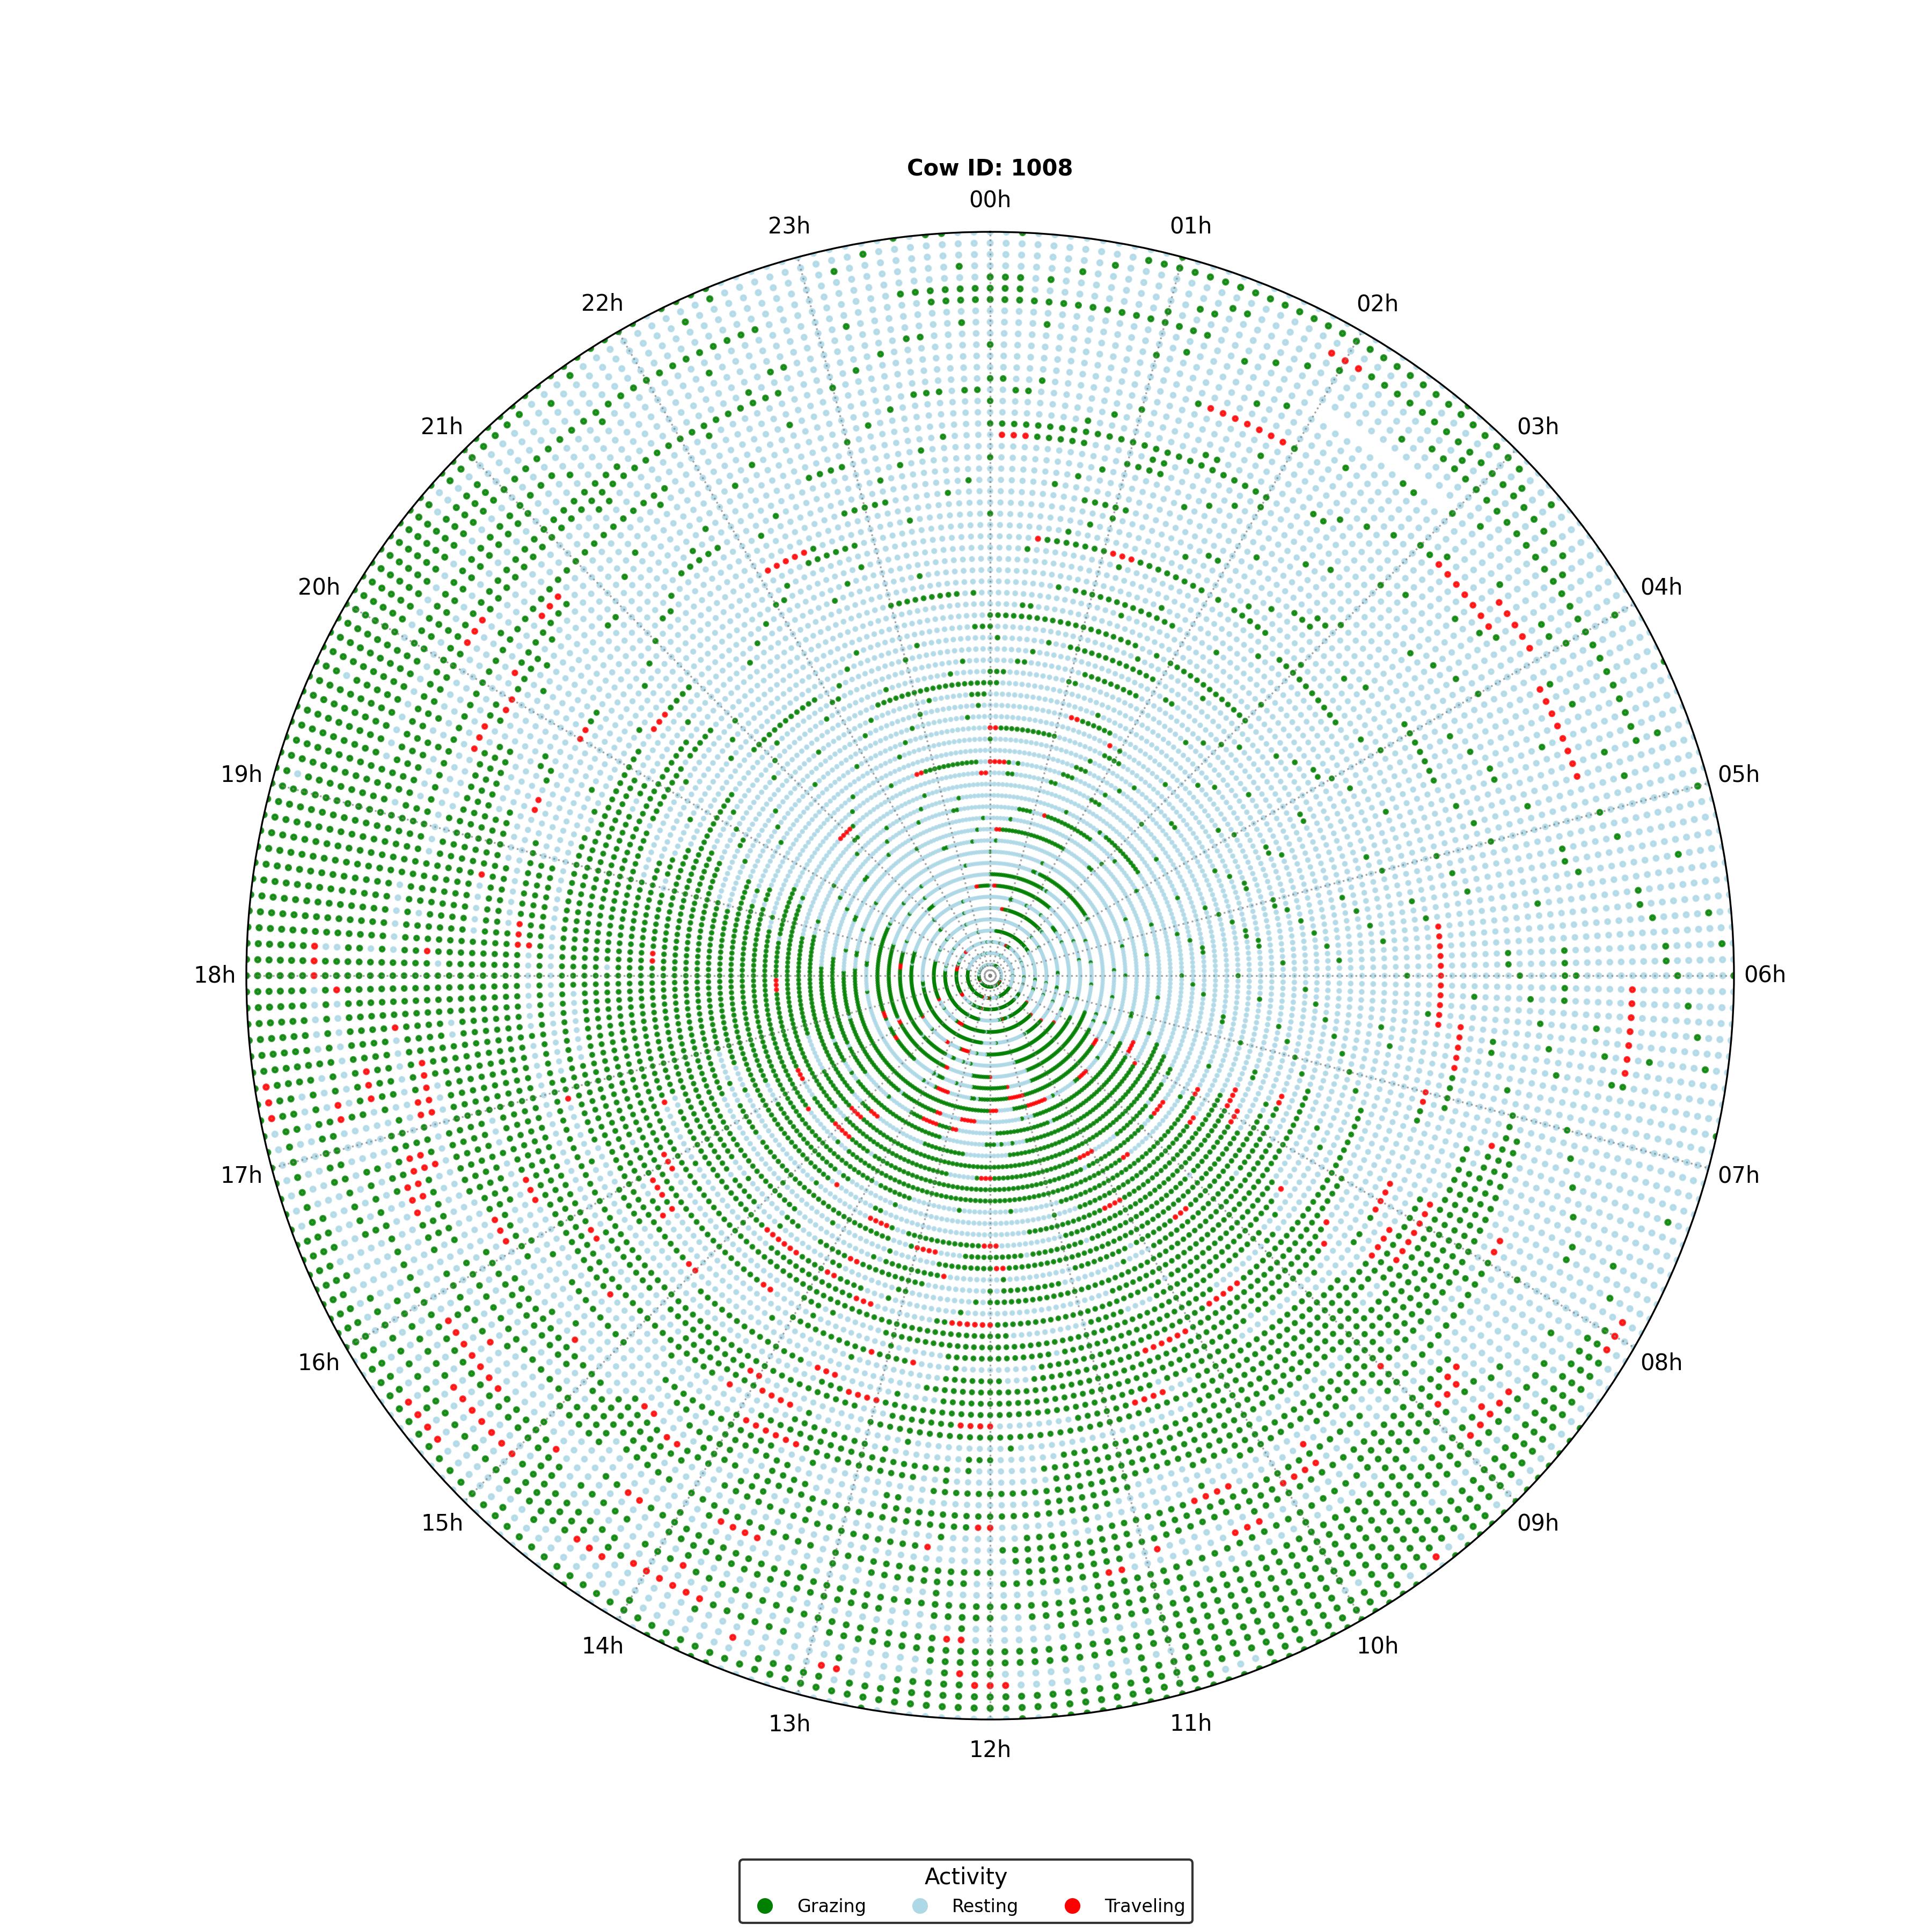 Cow ID: 1008
00h
23h
01h
22h
02h
21h
03h
20h
04h
19h
05h
18h
06h
17h
07h
16h
08h
15h
09h
14h
10h
13h
11h
12h
Activity
Grazing Resting Traveling